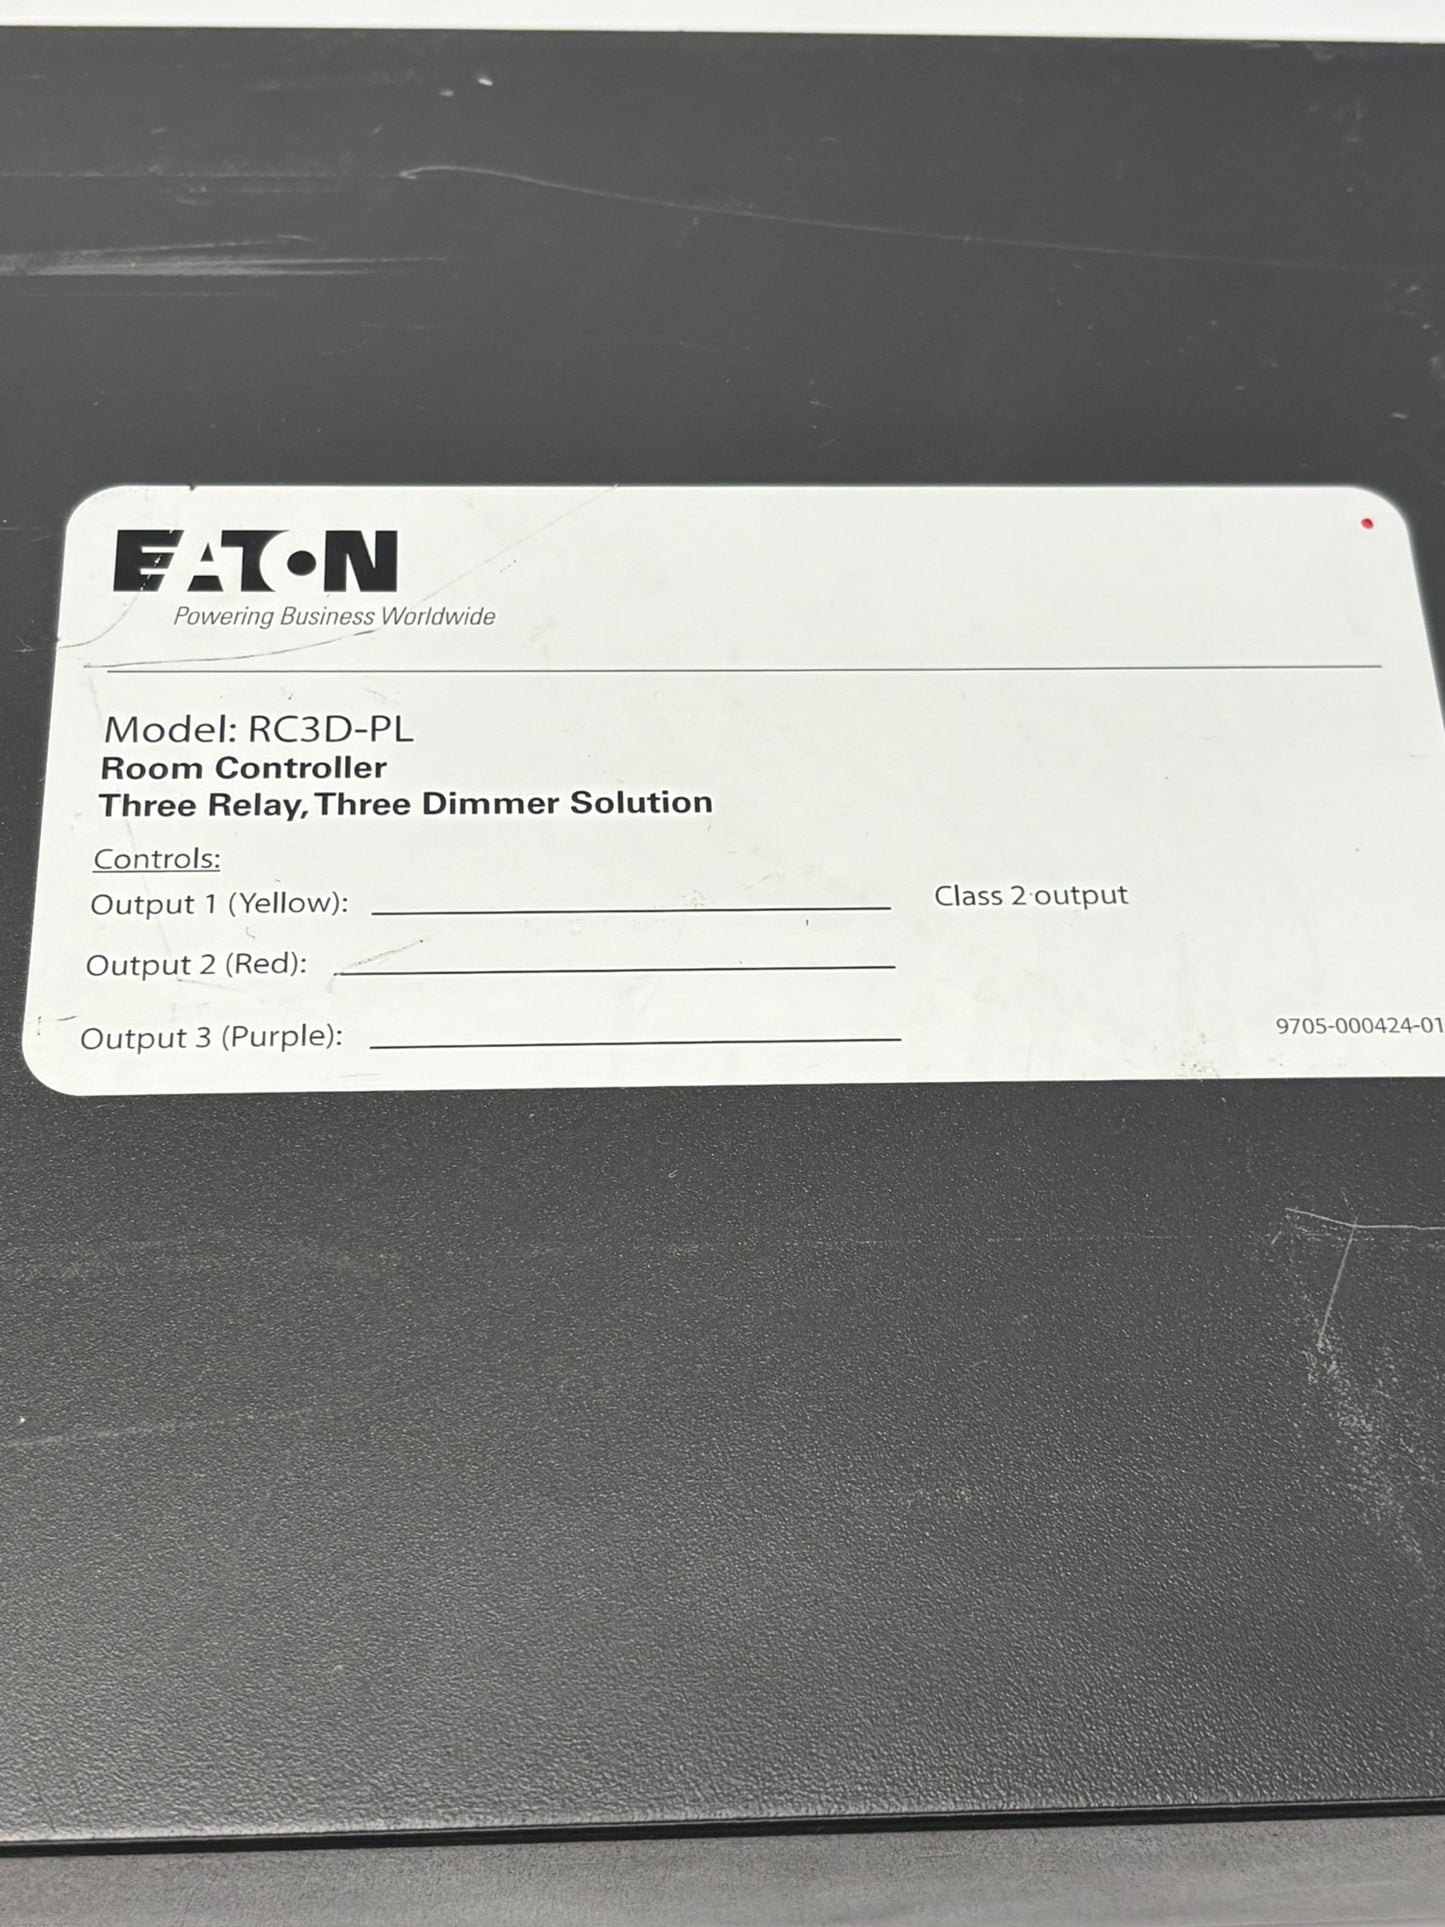 EATON
Powering Business Worldwide
Model: RC3D-PL
Room Controller
Three Relay, Three Dimmer Solution
Controls:
Output 1 (Yellow):
Class 2 output
Output 2 (Red):
Output 3 (Purple):
9705-000424-01